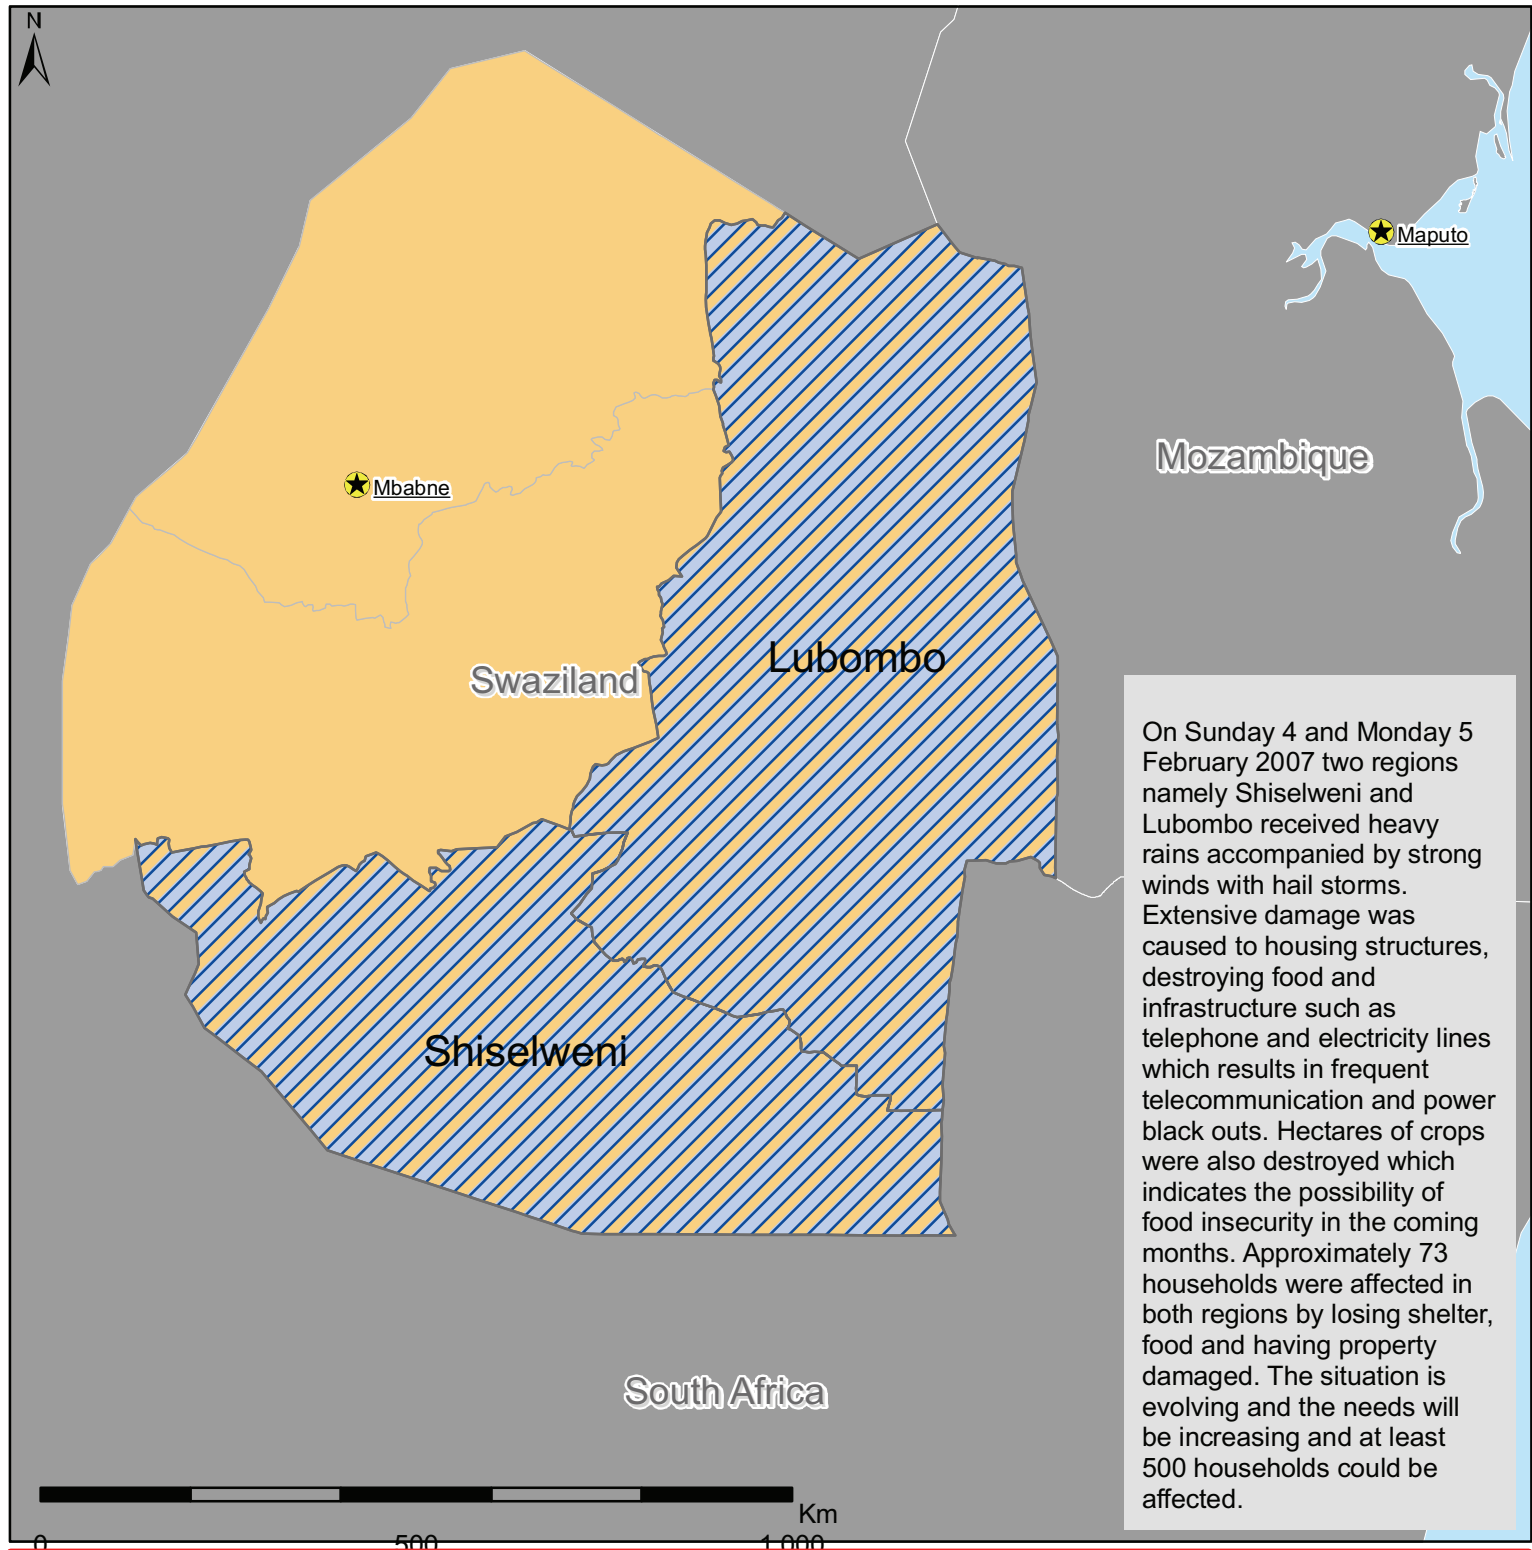 N
Maputo
Mozambique
Mbabne
Lubombo
Swaziland
On Sunday 4 and Monday 5
February 2007 two regions
namely Shiselweni and
Lubombo received heavy
rains accompanied by strong
winds with hail storms.
Extensive damage was
caused to housing structures,
destroying food and
infrastructure such as
telephone and electricity lines
which results in frequent
telecommunication and power
black outs. Hectares of crops
were also destroyed which
indicates the possibility of
food insecurity in the coming
months. Approximately 73
households were affected in
both regions by losing shelter,
food and having property
damaged. The situation is
evolving and the needs will
be increasing and at least
500 households could be
affected.
Shiselweni
South Africa
Km
0 500 1,000